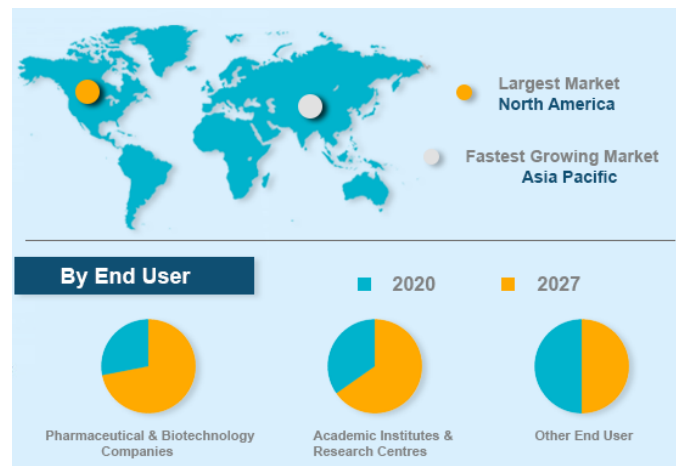 Largest Market
North America
Fastest Growing Market
Asia Pacific
By End User
2020
2027
Pharmaceutical & Biotechnology
Companies
Academic Institutes &
Research Centres
Other End User